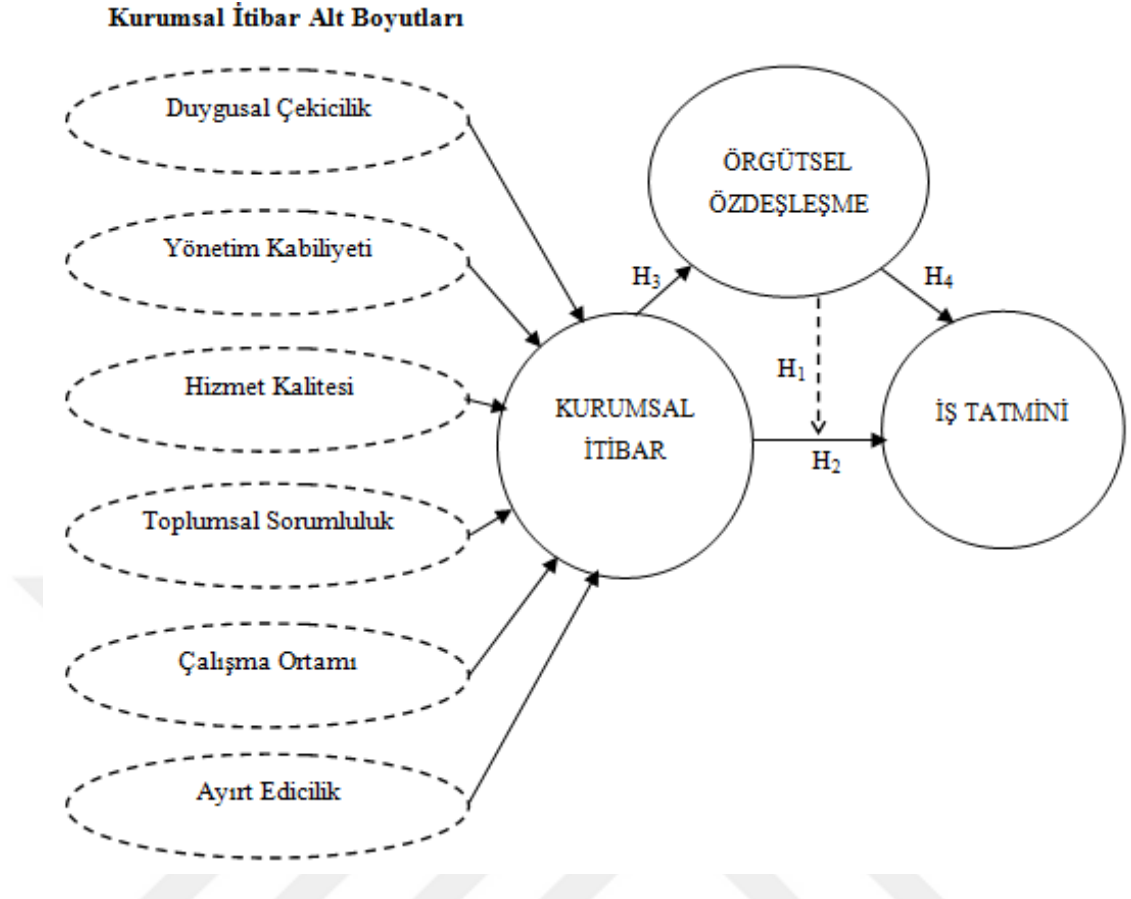 Kurumsal İtibar Alt Boyutları
Duygusal Çekicilik
Yönetim Kabiliyeti
Hizmet Kalitesi
Toplumsal Sorumluluk
Çalışma Ortamı
Ayırt Edicilik
KURUMSAL
İTİBAR
ÖRGÜTSEL
ÖZDEŞLEŞME
H₃
H₄
H₁
H₂
İŞ TATMİNİ